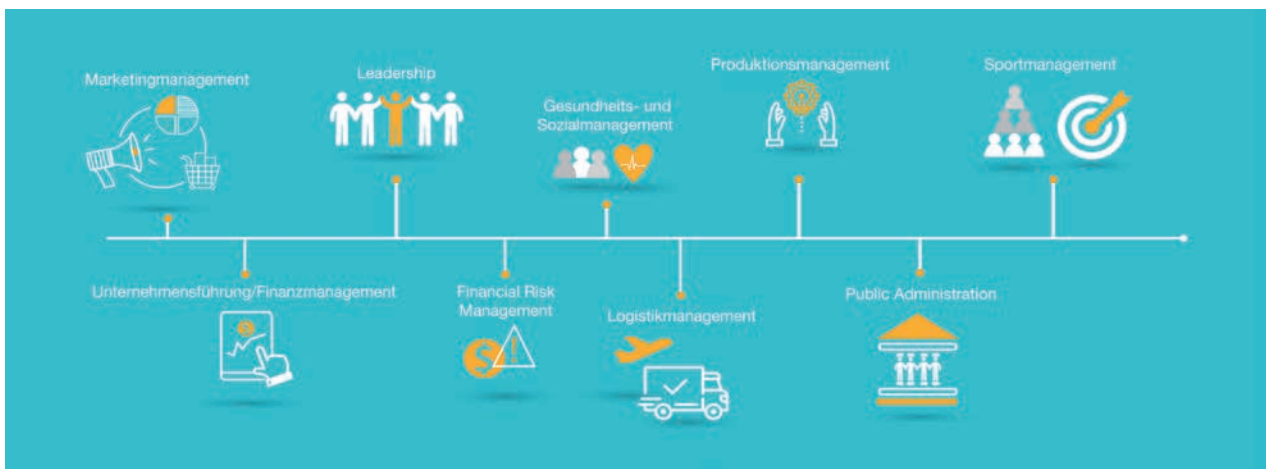 Marketingmanagement
Leadership
Gesundheits- und
Sozialmanagement
Produktionsmanagement
Sportmanagement
Unternehmensführung/Finanzmanagement
Financial Risk
Management
Logistikmanagement
Public Administration